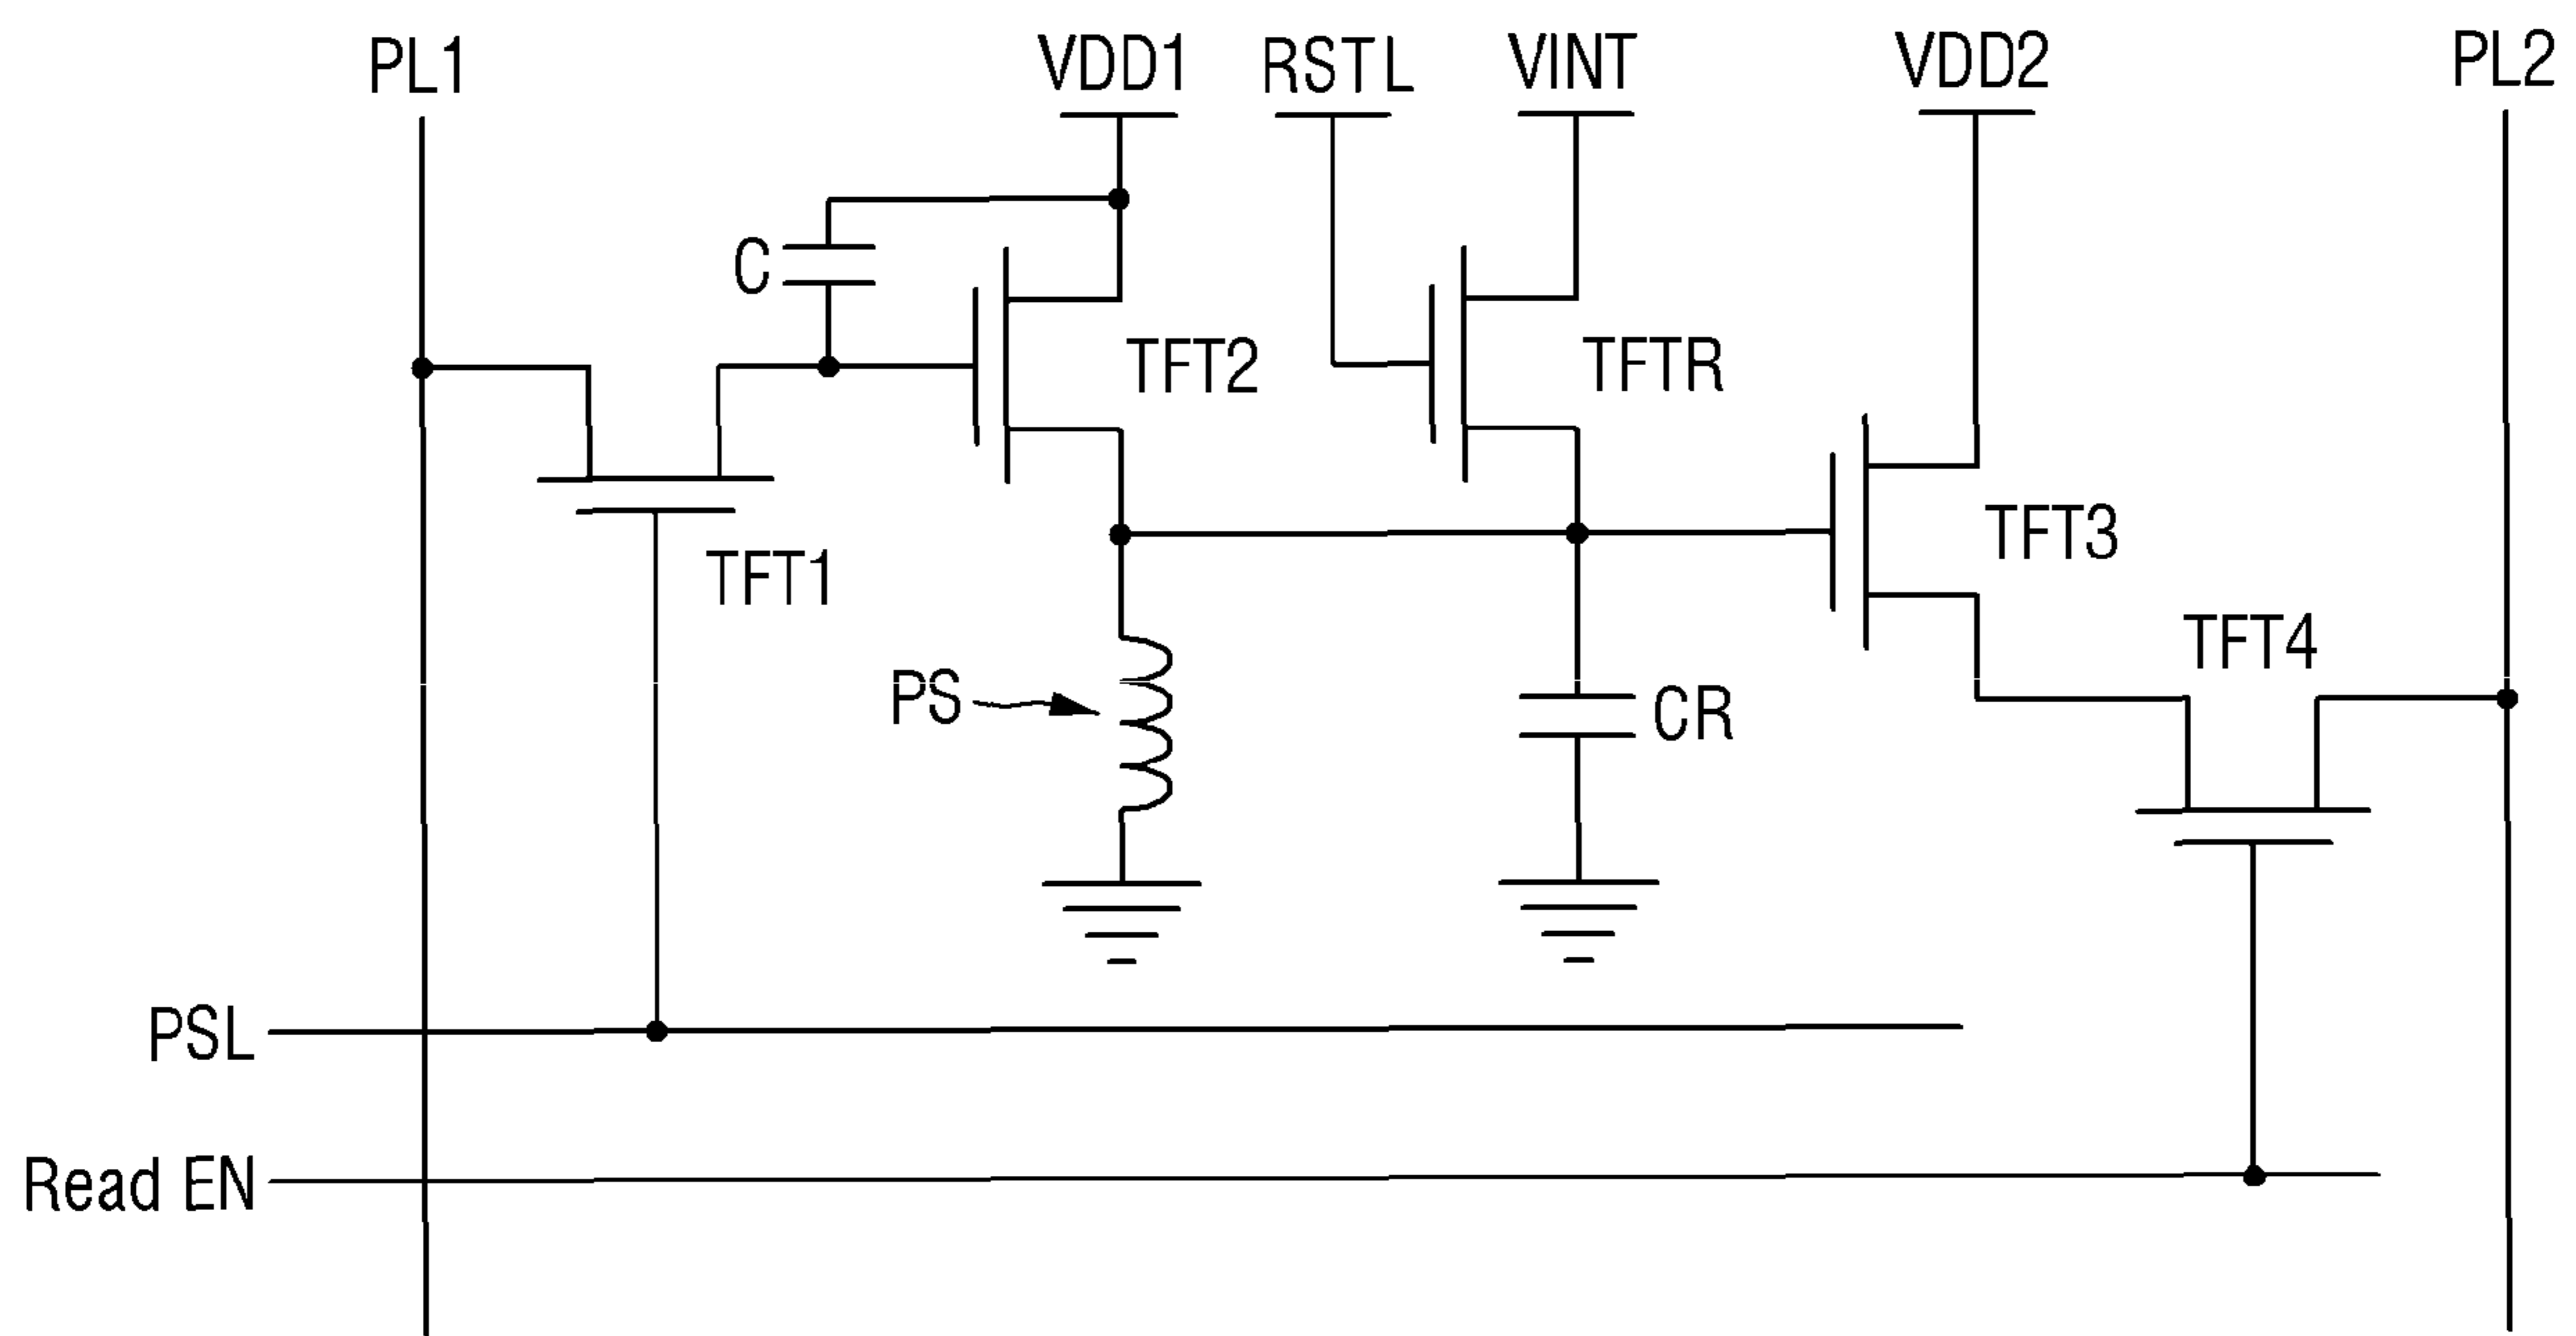 PL1
VDD1
RSTL
VINT
VDD2
PL2
C
TFT2
TFTR
TFT3
TFT1
TFT4
PS
CR
PSL
Read EN